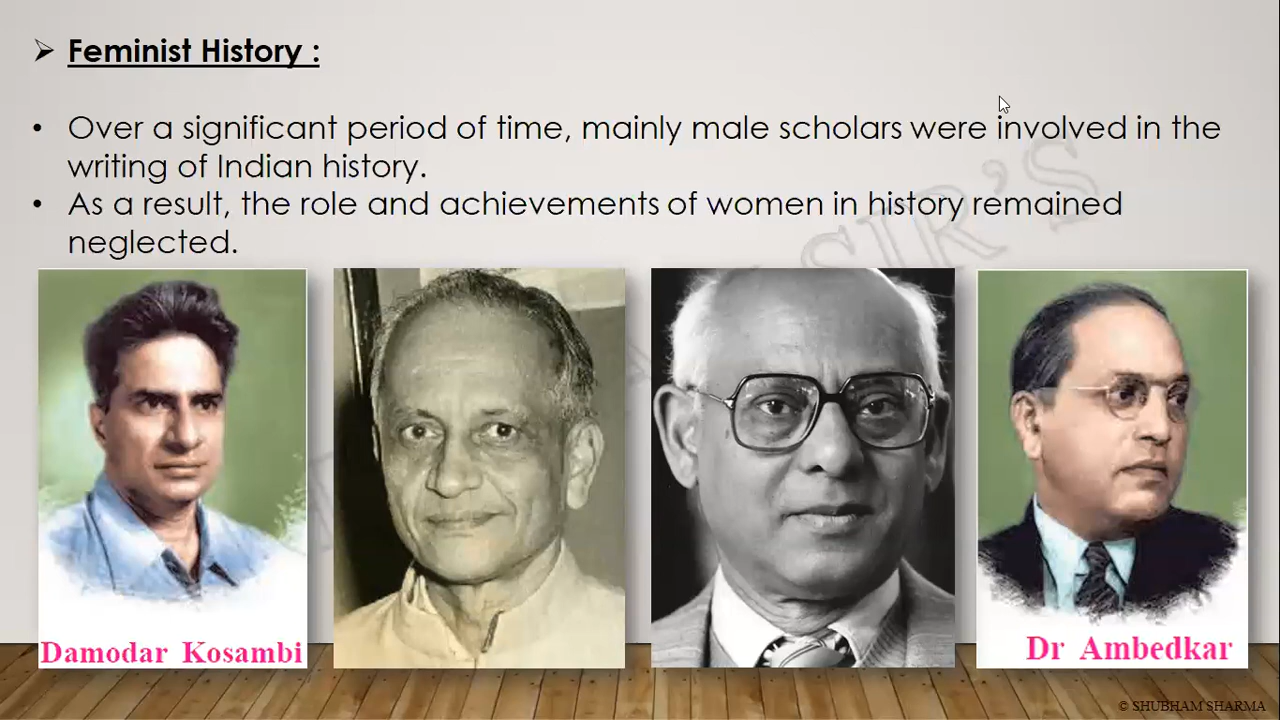 ➤ Feminist History :
• Over a significant period of time, mainly male scholars were involved in the
writing of Indian history.
• As a result, the role and achievements of women in history remained
neglected.
SIR'S
Damodar Kosambi
Dr Ambedkar
© SHUBHAM SHARMA